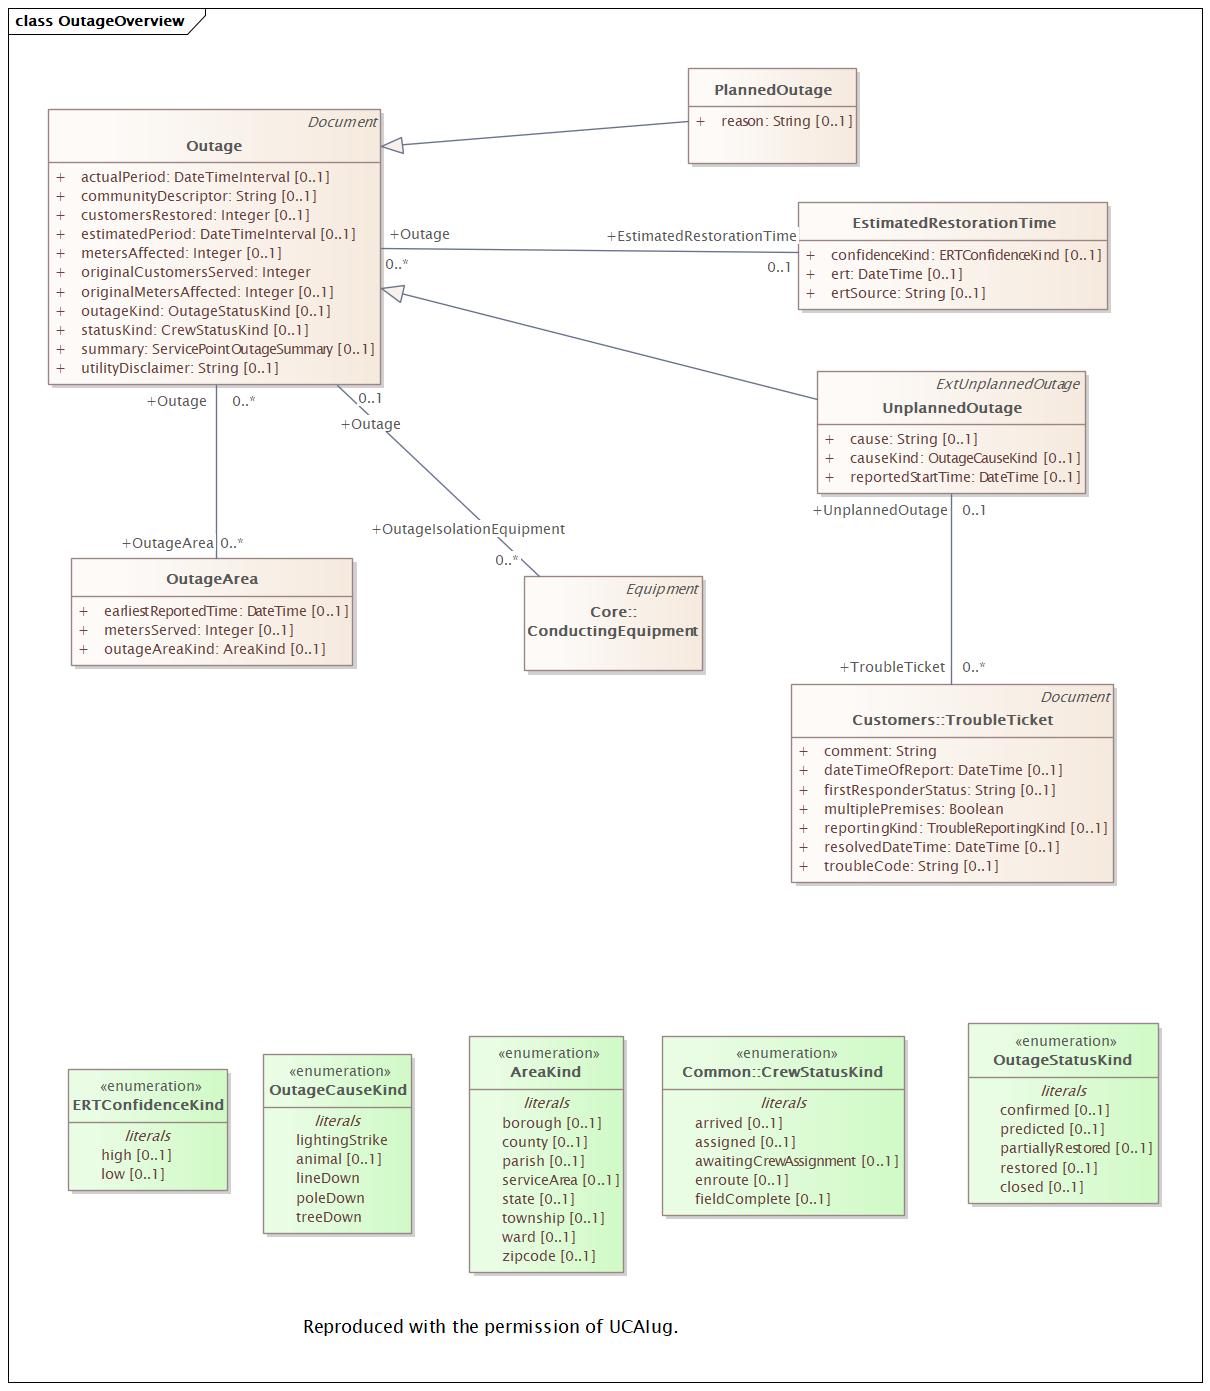 class OutageOverview
Document
Outage
+ actualPeriod: DateTimeInterval [0..1]
+ communityDescriptor: String [0..1]
+ customersRestored: Integer [0..1]
+ estimatedPeriod: DateTimeInterval [0..1]
+ metersAffected: Integer [0..1]
+ originalCustomersServed: Integer
+ originalMetersAffected: Integer [0..1]
+ outageKind: OutageStatusKind [0..1]
+ statusKind: CrewStatusKind [0..1]
+ summary: ServicePointOutageSummary [0..1]
+ utilityDisclaimer: String [0..1]
PlannedOutage
+ reason: String [0..1]
+Outage
0..*
+EstimatedRestorationTime
0..1
EstimatedRestorationTime
+ confidenceKind: ERTConfidenceKind [0..1]
+ ert: DateTime [0..1]
+ ertSource: String [0..1]
ExtUnplannedOutage
UnplannedOutage
+ cause: String [0..1]
+ causeKind: OutageCauseKind [0..1]
+ reportedStartTime: DateTime [0..1]
+Outage 0..*
0..1
+Outage
+UnplannedOutage 0..1
+OutageIsolationEquipment
0..*
+OutageArea 0..*
OutageArea
+ earliestReportedTime: DateTime [0..1]
+ metersServed: Integer [0..1]
+ outageAreaKind: AreaKind [0..1]
Equipment
Core::
ConductingEquipment
+TroubleTicket 0..*
Document
Customers::TroubleTicket
+ comment: String
+ dateTimeOfReport: DateTime [0..1]
+ firstResponderStatus: String [0..1]
+ multiplePremises: Boolean
+ reportingKind: TroubleReportingKind [0..1]
+ resolvedDateTime: DateTime [0..1]
+ troubleCode: String [0..1]
«enumeration»
ERTConfidenceKind
literals
high [0..1]
low [0..1]
«enumeration»
OutageCauseKind
literals
lightingStrike
animal [0..1]
lineDown
poleDown
treeDown
«enumeration»
AreaKind
literals
borough [0..1]
county [0..1]
parish [0..1]
serviceArea [0..1]
state [0..1]
township [0..1]
ward [0..1]
zipcode [0..1]
«enumeration»
Common::CrewStatusKind
literals
arrived [0..1]
assigned [0..1]
awaitingCrewAssignment [0..1]
enroute [0..1]
fieldComplete [0..1]
«enumeration»
OutageStatusKind
literals
confirmed [0..1]
predicted [0..1]
partiallyRestored [0..1]
restored [0..1]
closed [0..1]
Reproduced with the permission of UCAIug.